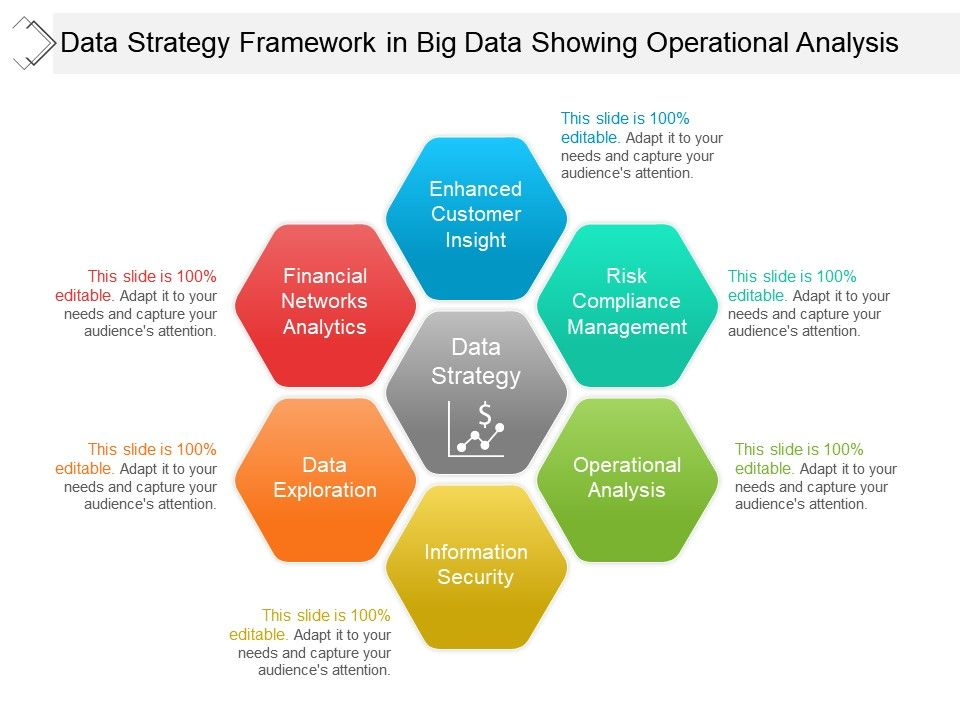 Data Strategy Framework in Big Data Showing Operational Analysis
This slide is 100%
editable. Adapt it to your
needs and capture your
audience's attention.
Enhanced
Customer
Insight
This slide is 100%
editable. Adapt it to your
needs and capture your
audience's attention.
Financial
Networks
Analytics
Risk
Compliance
Management
This slide is 100%
editable. Adapt it to your
needs and capture your
audience's attention.
Data
Strategy
$
This slide is 100%
editable. Adapt it to your
needs and capture your
audience's attention.
Data
Exploration
Operational
Analysis
This slide is 100%
editable. Adapt it to your
needs and capture your
audience's attention.
Information
Security
This slide is 100%
editable. Adapt it to your
needs and capture your
audience's attention.